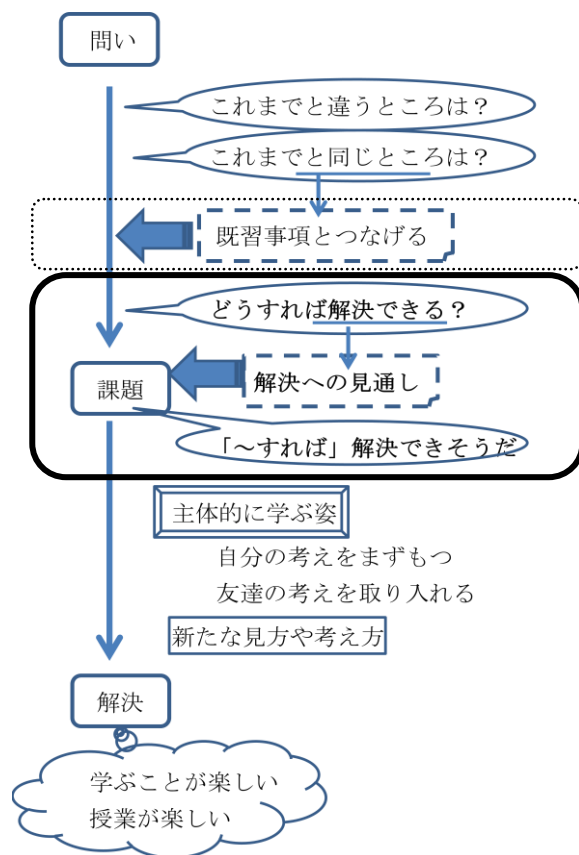 問い
これまでと違うところは？
これまでと同じところは？
既習事項とつなげる
どうすれば解決できる？
解決への見通し
課題
「～すれば」解決できそうだ
主体的に学ぶ姿
自分の考えをまずもつ
友達の考えを取り入れる
新たな見方や考え方
解決
学ぶことが楽しい
授業が楽しい